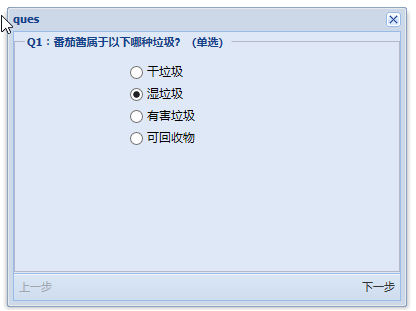 ques
Q1：番茄酱属于以下哪种垃圾？（单选）
干垃圾
湿垃圾
有害垃圾
可回收物
上一步 下一步